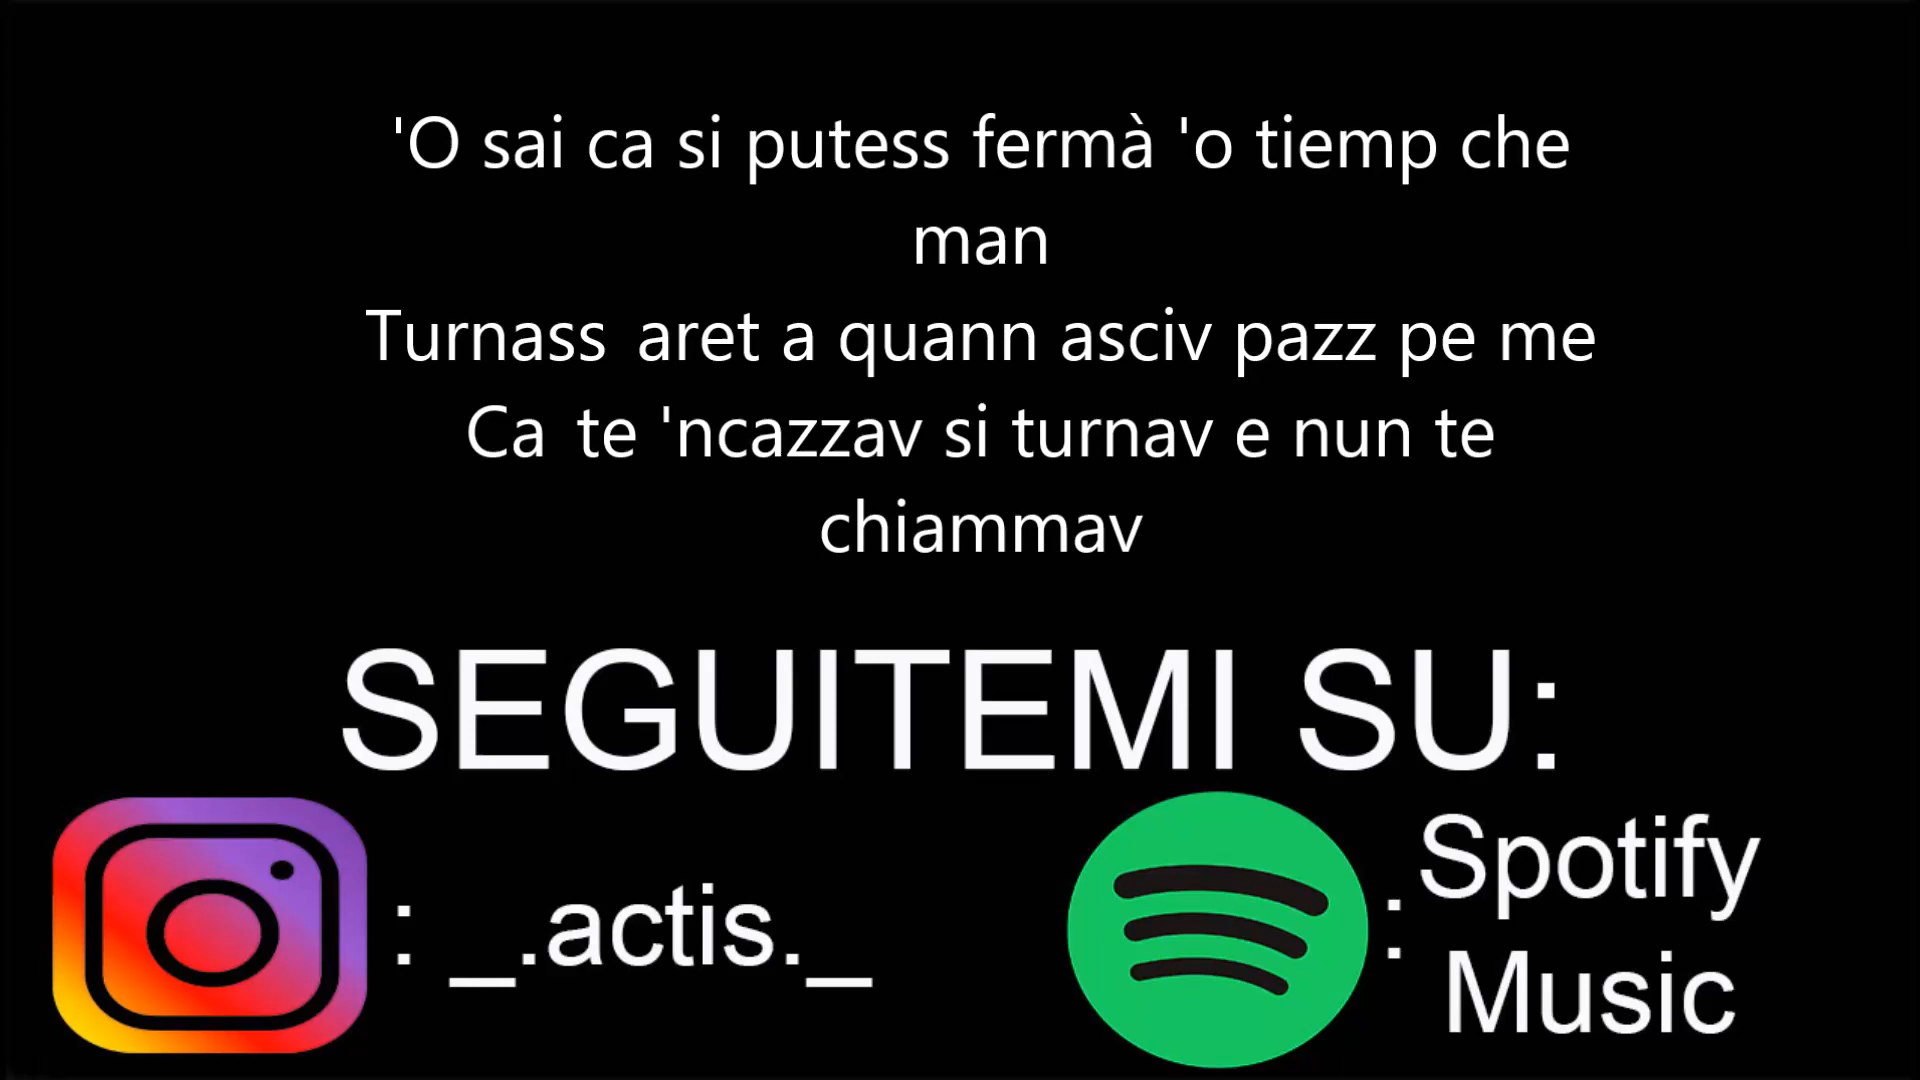 'O sai ca si putess fermà 'o tiemp che
man
Turnass aret a quann asciv pazz pe me
Ca te 'ncazzav si turnav e nun te
chiammav
SEGUITEMI SU:
: _.actis._
: Spotify
Music